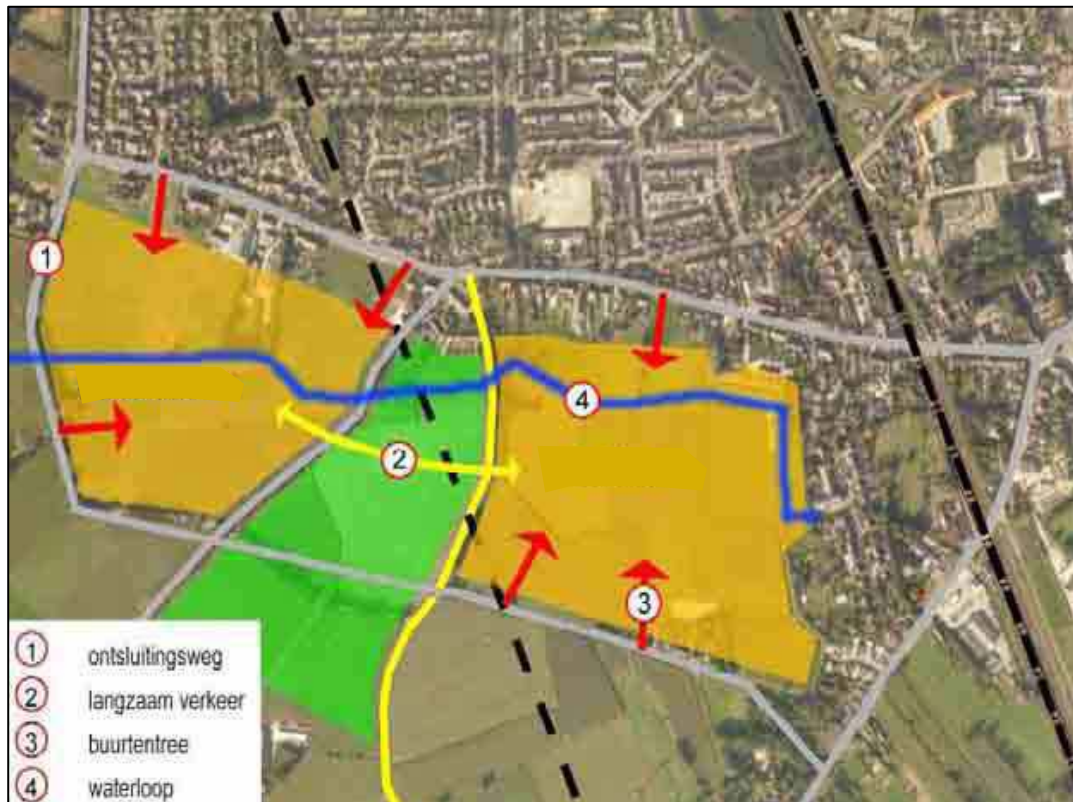 1
2
4
3
1 ontsluitingsweg
2 langzaam verkeer
3 buurtentree
4 waterloop